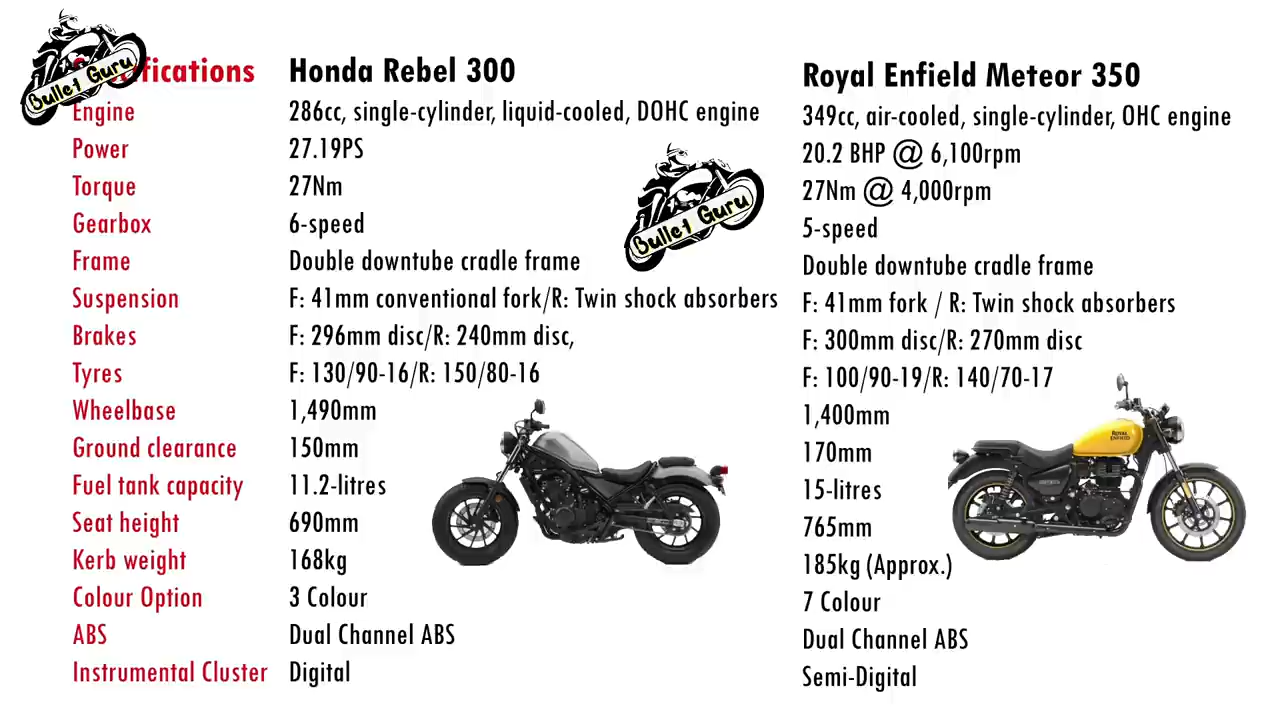 Bullet Guru
Honda Rebel 300
Royal Enfield Meteor 350
Engine 286cc, single-cylinder, liquid-cooled, DOHC engine 349cc, air-cooled, single-cylinder, OHC engine
Power 27.19PS 20.2 BHP @ 6,100rpm
Torque 27Nm 27Nm @ 4,000rpm
Bullet Guru
Gearbox 6-speed 5-speed
Frame Double downtube cradle frame Double downtube cradle frame
Suspension F: 41mm conventional fork/R: Twin shock absorbers F: 41mm fork / R: Twin shock absorbers
Brakes F: 296mm disc/R: 240mm disc, F: 300mm disc/R: 270mm disc
Tyres F: 130/90-16/R: 150/80-16 F: 100/90-19/R: 140/70-17
Wheelbase 1,490mm 1,400mm
Ground clearance 150mm 170mm
ROYAL ENFIELD
Fuel tank capacity 11.2-litres 15-litres
Seat height 690mm 765mm
Kerb weight 168kg 185kg (Approx.)
Colour Option 3 Colour 7 Colour
ABS Dual Channel ABS Dual Channel ABS
Instrumental Cluster Digital Semi-Digital